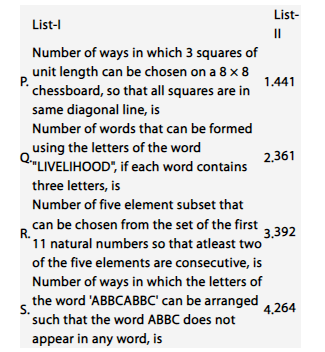 List-I
List-
II
Number of ways in which 3 squares of
P. unit length can be chosen on a 8 × 8 1.441
chessboard, so that all squares are in
same diagonal line, is
Number of words that can be formed
Q. using the letters of the word 2.361
"LIVELIHOOD", if each word contains
three letters, is
Number of five element subset that
R. can be chosen from the set of the first 3.392
11 natural numbers so that atleast two
of the five elements are consecutive, is
Number of ways in which the letters of
S. the word 'ABBCABBC' can be arranged 4.264
such that the word ABBC does not
appear in any word, is